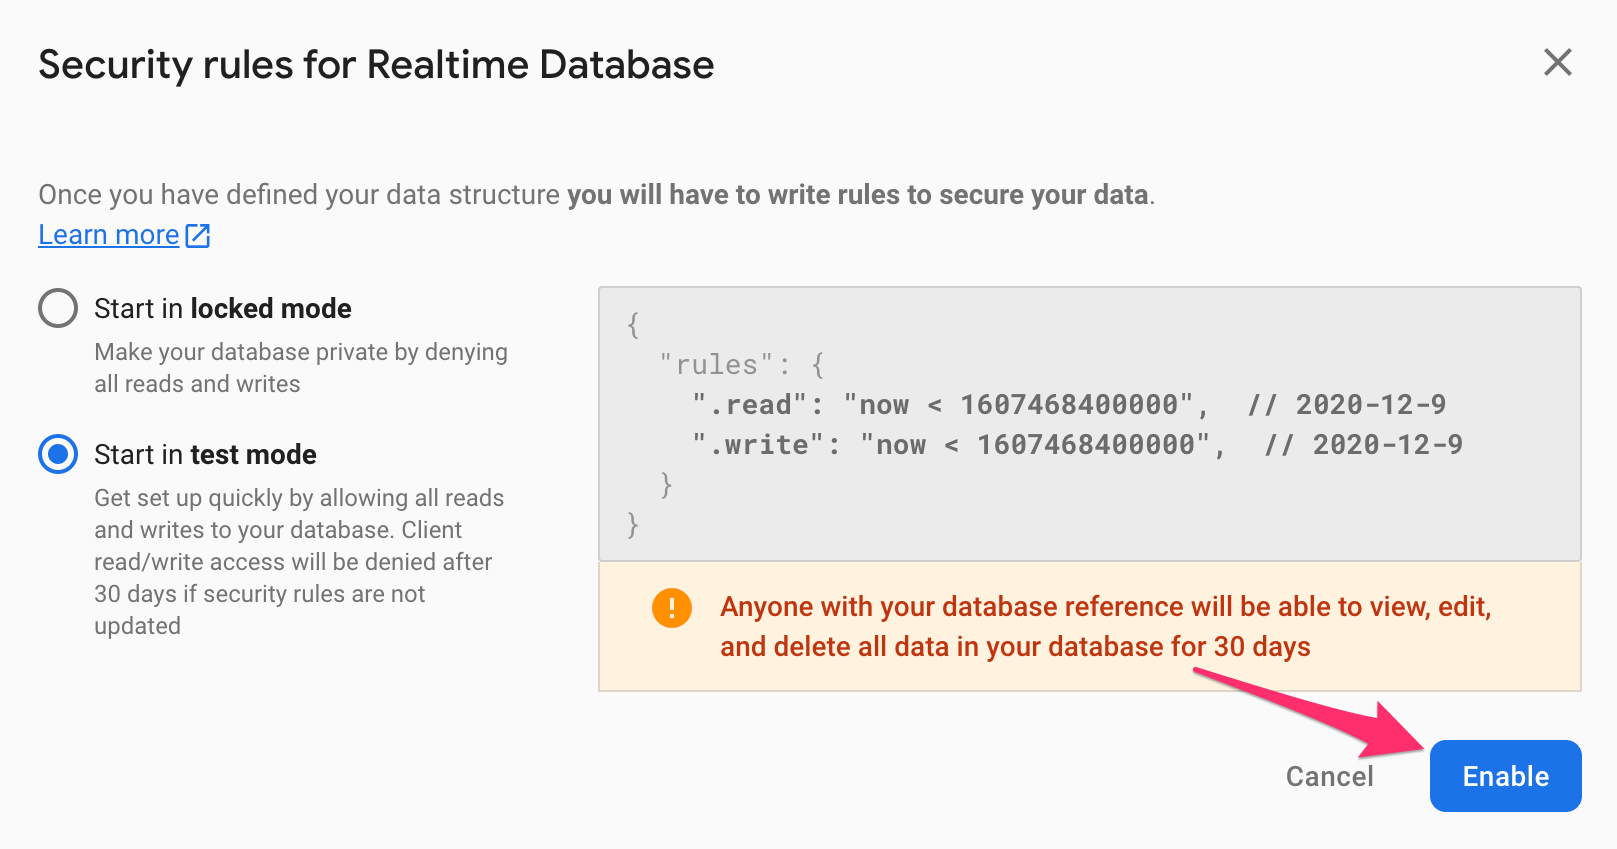 Security rules for Realtime Database
Once you have defined your data structure you will have to write rules to secure your data.
Learn more
Start in locked mode
Make your database private by denying
all reads and writes
Start in test mode
Get set up quickly by allowing all reads
and writes to your database. Client
read/write access will be denied after
30 days if security rules are not
updated
{
  "rules": {
    ".read": "now < 1607468400000",  // 2020-12-9
    ".write": "now < 1607468400000",  // 2020-12-9
  }
}
Anyone with your database reference will be able to view, edit,
and delete all data in your database for 30 days
Cancel
Enable